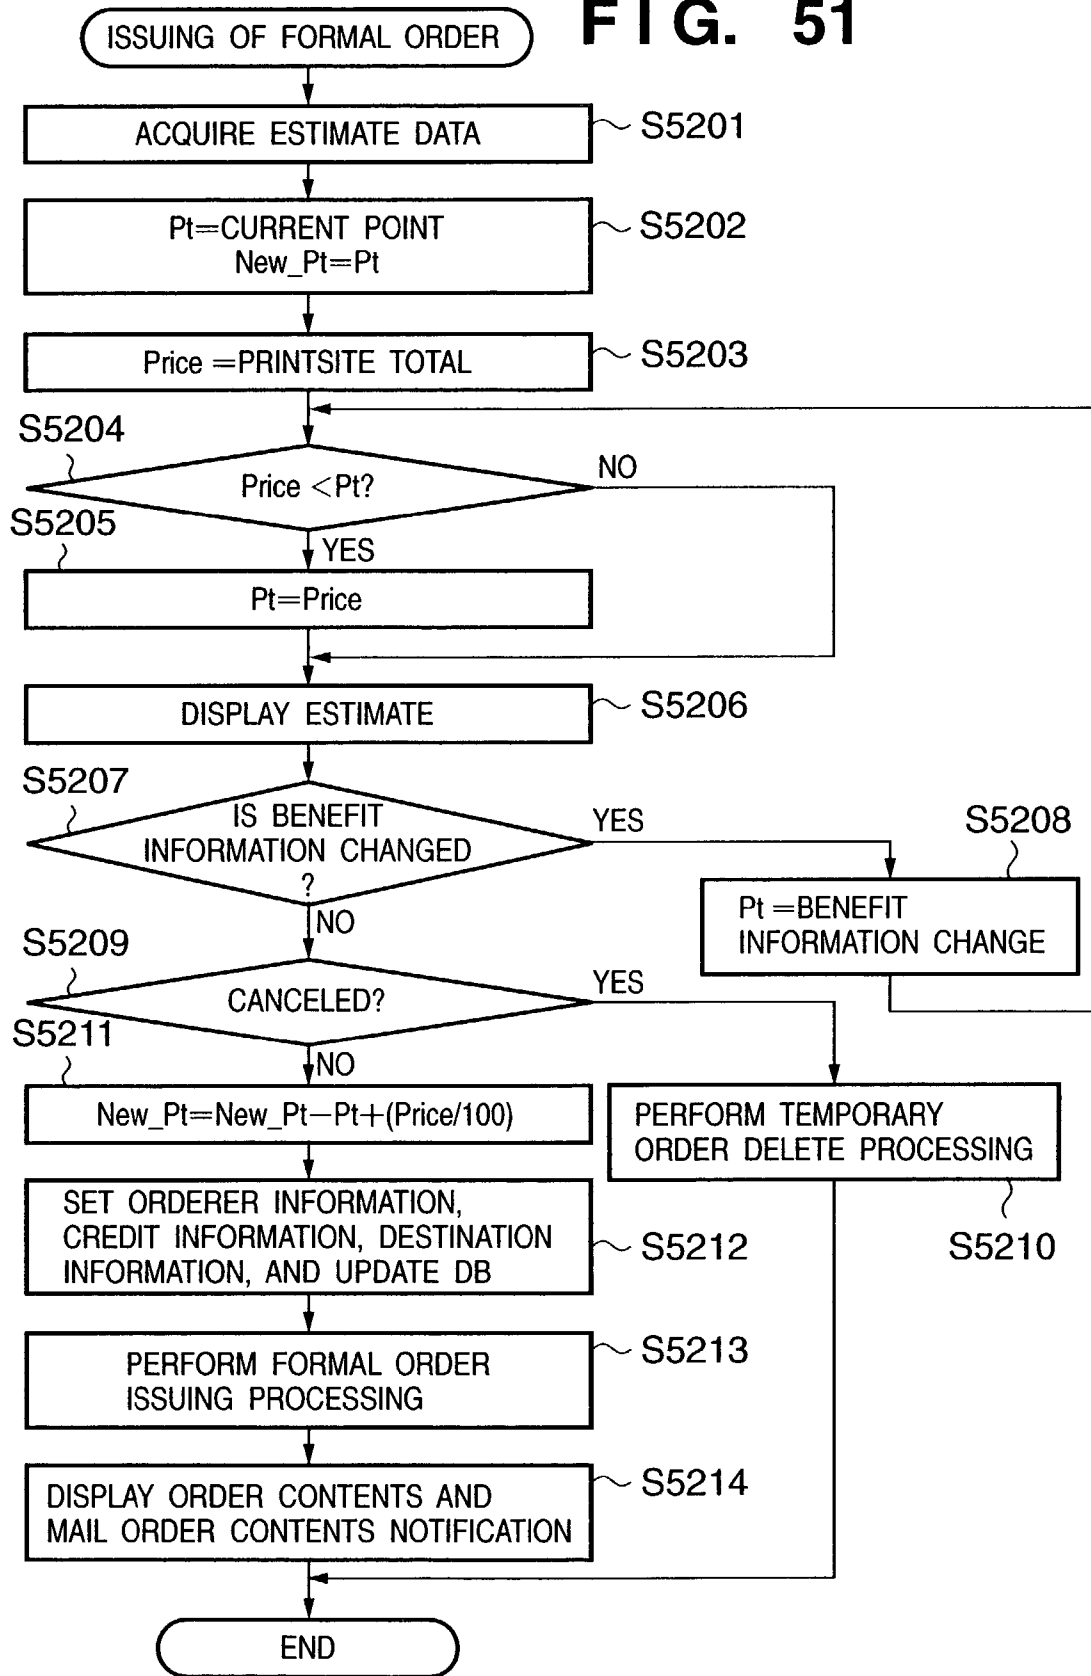 FIG. 51
ISSUING OF FORMAL ORDER
ACQUIRE ESTIMATE DATA
S5201
Pt=CURRENT POINT
New_Pt=Pt
S5202
Price=PRINTSITE TOTAL
S5203
S5204
Price<Pt?
NO
YES
S5205
Pt=Price
DISPLAY ESTIMATE
S5206
S5207
IS BENEFIT
INFORMATION CHANGED
?
YES
NO
S5208
Pt=BENEFIT
INFORMATION CHANGE
S5209
CANCELED?
YES
NO
S5211
New_Pt=New_Pt-Pt+(Price/100)
PERFORM TEMPORARY
ORDER DELETE PROCESSING
S5210
SET ORDERER INFORMATION,
CREDIT INFORMATION, DESTINATION
INFORMATION, AND UPDATE DB
S5212
PERFORM FORMAL ORDER
ISSUING PROCESSING
S5213
DISPLAY ORDER CONTENTS AND
MAIL ORDER CONTENTS NOTIFICATION
S5214
END